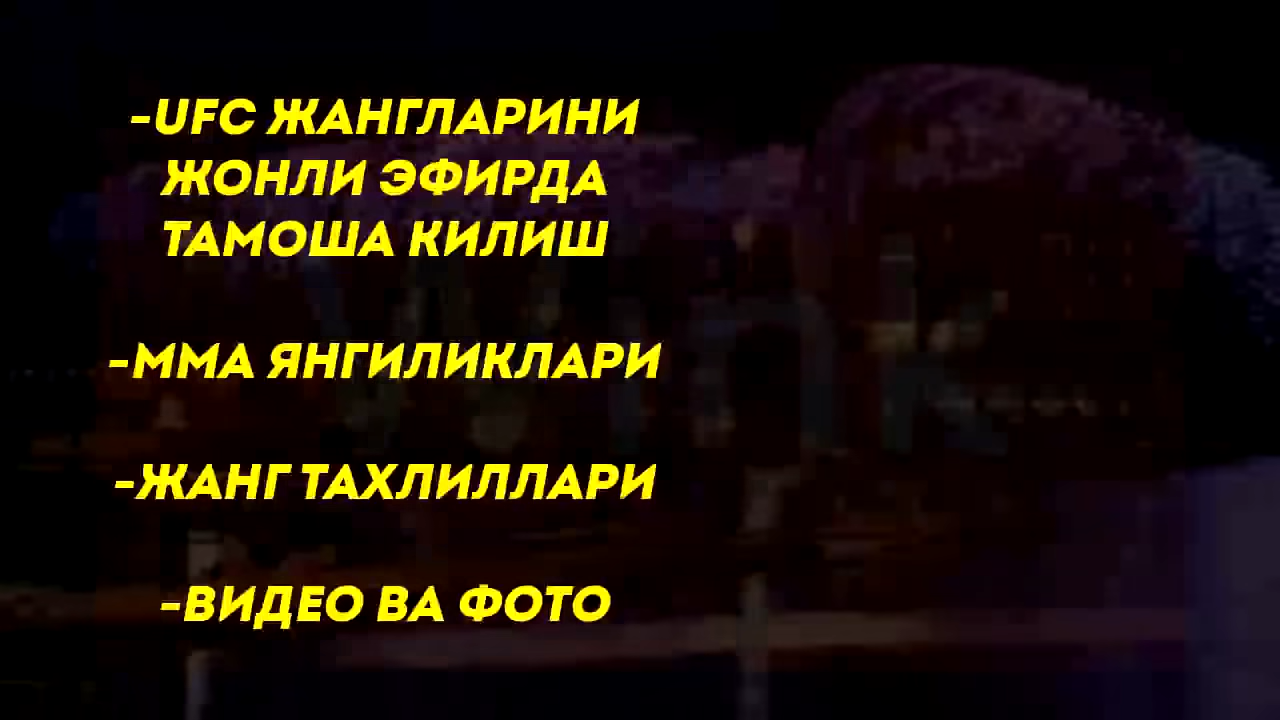 -UFC ЖАНГЛАРИНИ
ЖОНЛИ ЭФИРДА
ТАМОША КИЛИШ
-ММА ЯНГИЛИКЛАРИ
-ЖАНГ ТАХЛИЛЛАРИ
-ВИДЕО ВА ФОТО